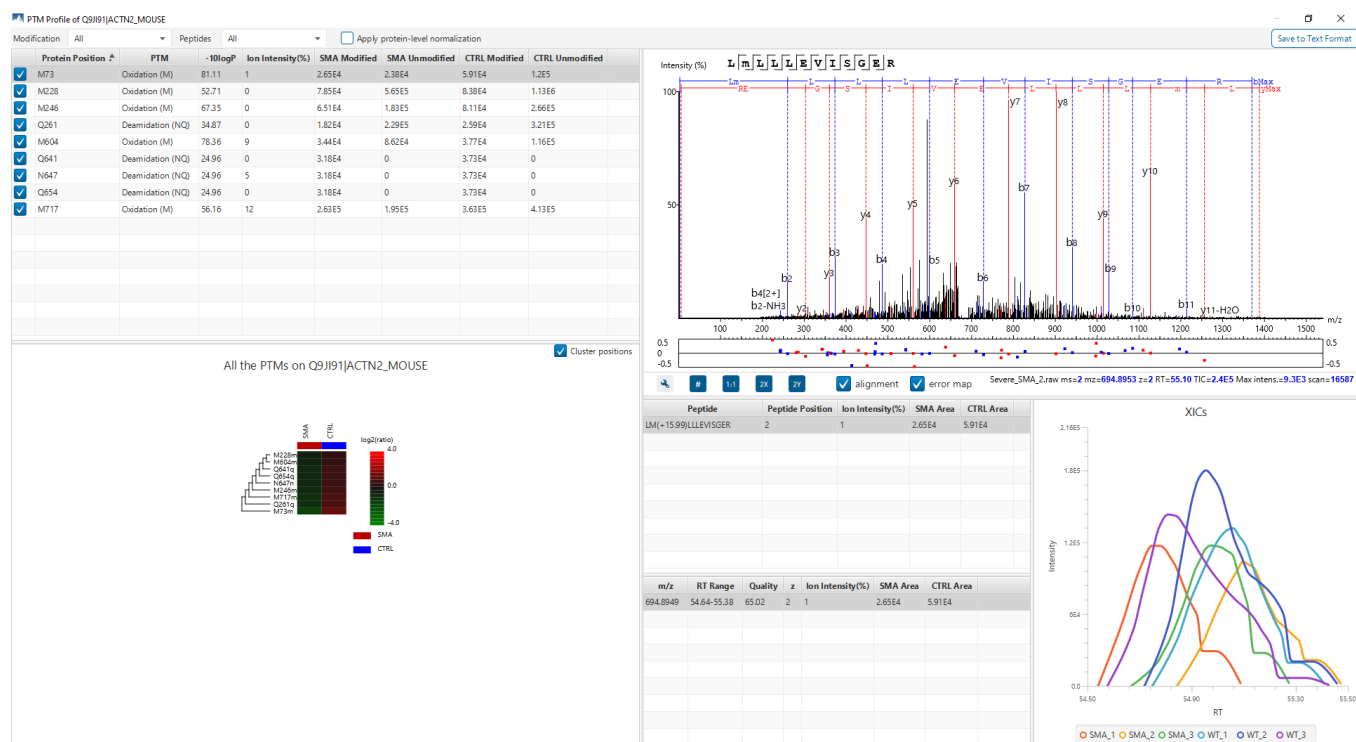 PTM Profile of Q9JI91|ACTN2_MOUSE
Modification All Peptides All Apply protein-level normalization Save to Text Format
Protein Position PTM -10lgP Ion Intensity(%) SMA Modified SMA Unmodified CTRL Modified CTRL Unmodified
M73 Oxidation (M) 81.11 1 2.65E4 2.38E4 5.91E4 1.2E5
M228 Oxidation (M) 52.71 0 7.85E4 5.65E5 8.38E4 1.13E6
M246 Oxidation (M) 67.35 0 6.51E4 1.83E5 8.11E4 2.66E5
Q261 Deamidation (NQ) 34.87 0 1.82E4 2.29E5 2.59E4 3.21E5
M604 Oxidation (M) 78.36 9 3.44E4 8.62E4 3.77E4 1.16E5
Q641 Deamidation (NQ) 24.96 0 3.18E4 0 3.73E4 0
N647 Deamidation (NQ) 24.96 5 3.18E4 0 3.73E4 0
Q654 Deamidation (NQ) 24.96 0 3.18E4 0 3.73E4 0
M717 Oxidation (M) 56.16 12 2.63E5 1.95E5 3.63E5 4.13E5
Intensity (%) L m L L L E V I S G E R
Lm L L L E V I S G E R bMax
RE G S I V E L L L m L yMax
100
50
y7 y8
y10
y6
b7
y5
y4 y9
b8
b3
b4 b5
b9
y3
b2 b6
b4[2+]
b2-NH3 y2 b10 b11 y11-H2O
100 200 300 400 500 600 700 800 900 1000 1100 1200 1300 1400 1500 m/z
0.5 0.5
0 0
-0.5 -0.5
# 1:1 2X 2Y alignment error map Severe_SMA_2.raw ms=2 mz=694.8953 z=2 RT=55.10 TIC=2.4E5 Max intens.=9.3E3 scan=16587
Cluster positions
All the PTMs on Q9JI91|ACTN2_MOUSE
SMA CTRL
log2(ratio)
4.0
0.0
-4.0
M228m
M604m
Q641q
Q654q
N647n
M246m
M717m
Q261q
M73m
SMA
CTRL
Peptide Peptide Position Ion Intensity(%) SMA Area CTRL Area
LM(+15.99)LLLEVISGER 2 1 2.65E4 5.91E4
m/z RT Range Quality z Ion Intensity(%) SMA Area CTRL Area
694.8949 54.64-55.38 65.02 2 1 2.65E4 5.91E4
XICs
Intensity
2.16E5
1.8E5
1.2E5
6E4
0.0
54.50 54.90 55.30 55.50
RT
SMA_1 SMA_2 SMA_3 WT_1 WT_2 WT_3